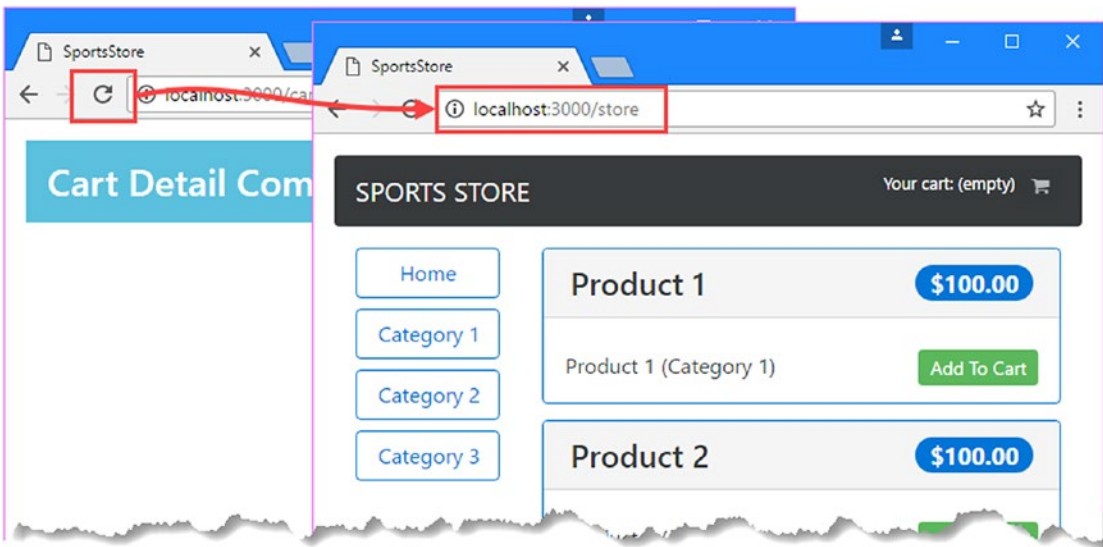 SportsStore
localhost:3000/car
Cart Detail Com
SportsStore
localhost:3000/store
SPORTS STORE
Your cart: (empty)
Home
Category 1
Category 2
Category 3
Product 1
$100.00
Product 1 (Category 1)
Add To Cart
Product 2
$100.00